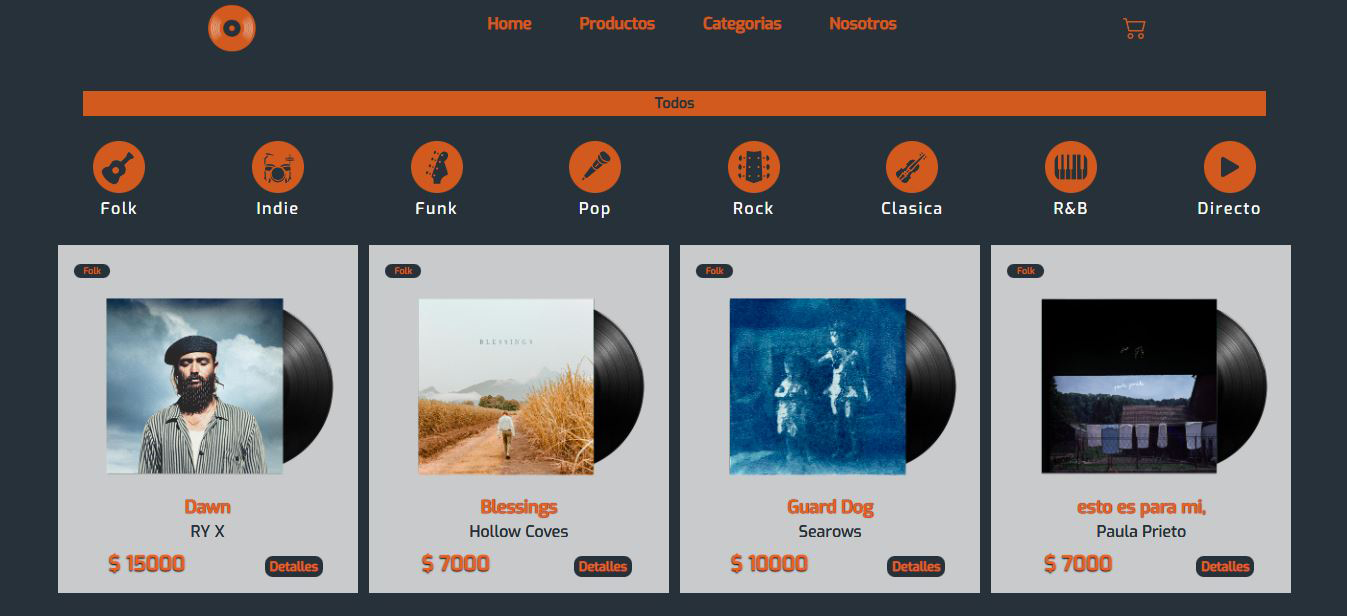 Home Productos Categorias Nosotros
Todos
Folk Indie Funk Pop Rock Clasica R&B Directo
Folk Folk Folk Folk
BLESSINGS
Dawn Blessings Guard Dog esto es para mi,
RY X Hollow Coves Searows Paula Prieto
$ 15000 Detalles $ 7000 Detalles $ 10000 Detalles $ 7000 Detalles